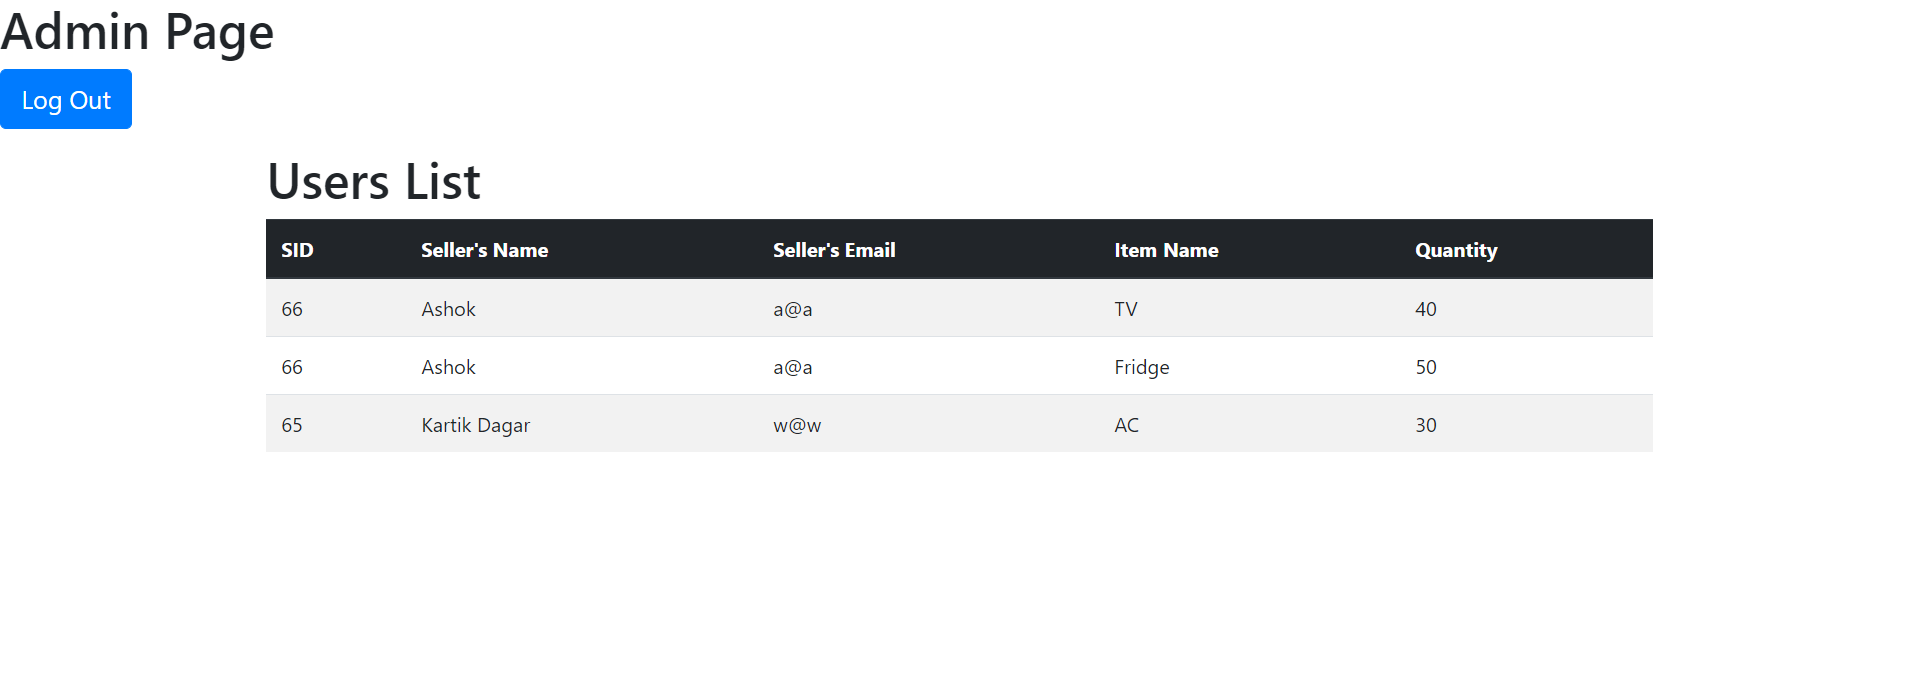 Admin Page
Log Out
Users List
SID Seller's Name Seller's Email Item Name Quantity
66 Ashok a@a TV 40
66 Ashok a@a Fridge 50
65 Kartik Dagar w@w AC 30